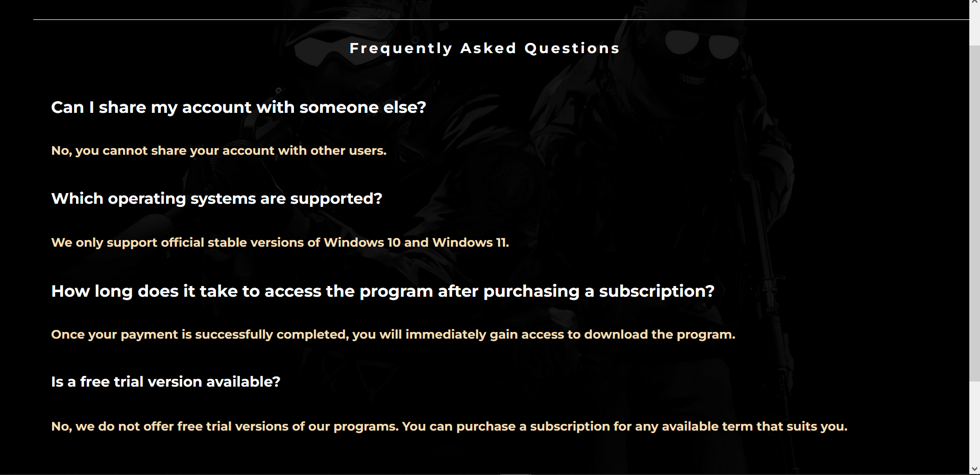 Frequently Asked Questions
Can I share my account with someone else?
No, you cannot share your account with other users.
Which operating systems are supported?
We only support official stable versions of Windows 10 and Windows 11.
How long does it take to access the program after purchasing a subscription?
Once your payment is successfully completed, you will immediately gain access to download the program.
Is a free trial version available?
No, we do not offer free trial versions of our programs. You can purchase a subscription for any available term that suits you.